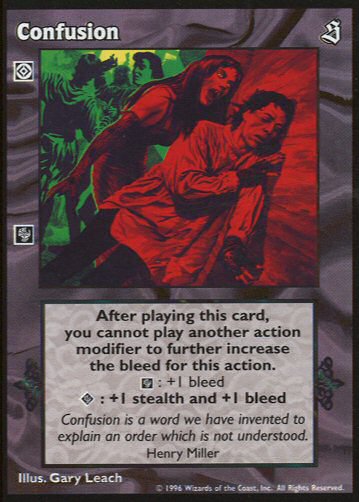 Confusion
After playing this card,
you cannot play another action
modifier to further increase
the bleed for this action.
: +1 bleed
: +1 stealth and +1 bleed
Confusion is a word we have invented to
explain an order which is not understood.
Henry Miller
Illus. Gary Leach
© 1996 Wizards of the Coast, Inc. All Rights Reserved.